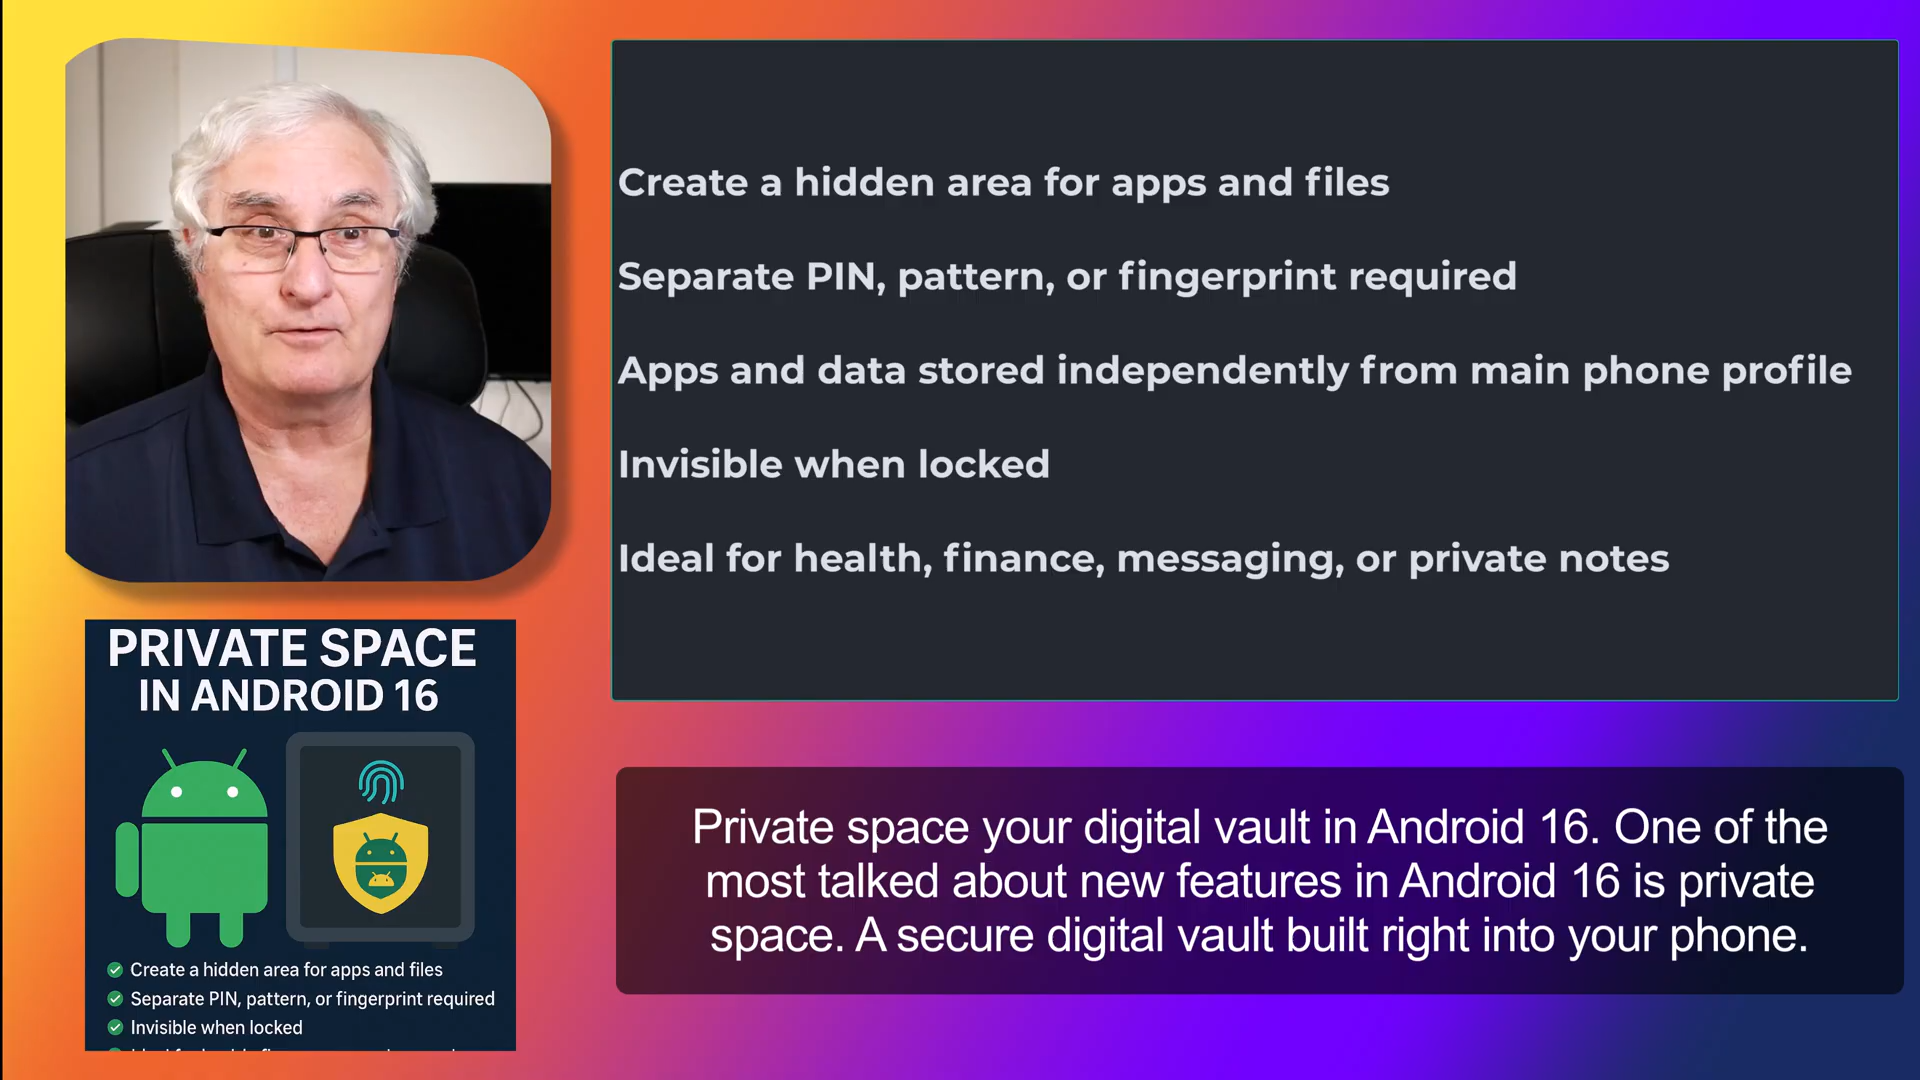 Create a hidden area for apps and files
Separate PIN, pattern, or fingerprint required
Apps and data stored independently from main phone profile
Invisible when locked
Ideal for health, finance, messaging, or private notes
PRIVATE SPACE
IN ANDROID 16
Create a hidden area for apps and files
Separate PIN, pattern, or fingerprint required
Invisible when locked
Private space your digital vault in Android 16. One of the
most talked about new features in Android 16 is private
space. A secure digital vault built right into your phone.